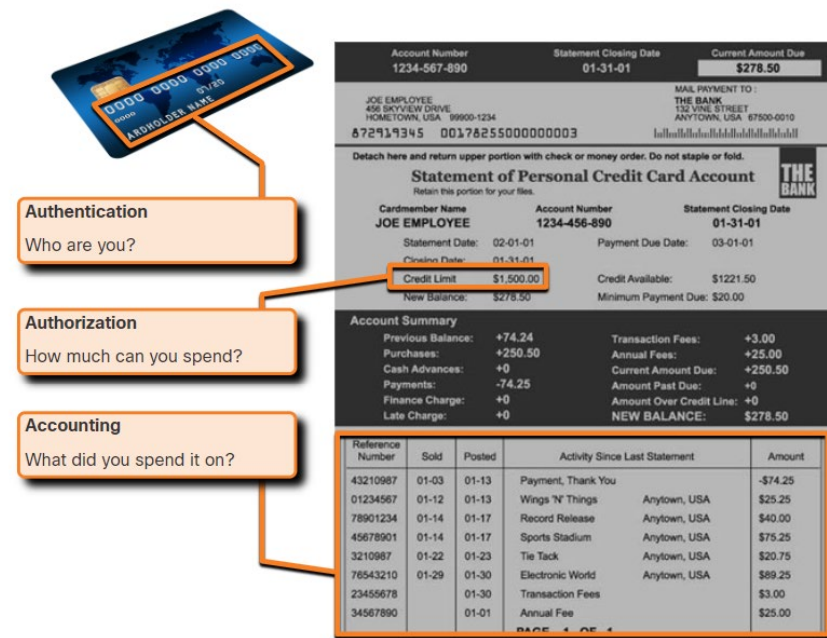 0000 0000 0000 0000
0000
01/20
ARDHOLDER NAME
Authentication
Who are you?
Authorization
How much can you spend?
Accounting
What did you spend it on?
Account Number Statement Closing Date Current Amount Due
1234-567-890 01-31-01 $278.50
JOE EMPLOYEE
456 SKYVIEW DRIVE
HOMETOWN, USA 99900-1234
MAIL PAYMENT TO :
THE BANK
132 VINE STREET
ANYTOWN, USA 67500-0010
872919345 00178255000000003
Detach here and return upper portion with check or money order. Do not staple or fold.
Statement of Personal Credit Card Account
Retain this portion for your files.
THE
BANK
Cardmember Name Account Number Statement Closing Date
JOE EMPLOYEE 1234-456-890 01-31-01
Statement Date: 02-01-01 Payment Due Date: 03-01-01
Closing Date: 01-31-01
Credit Limit $1,500.00 Credit Available: $1221.50
New Balance: $278.50 Minimum Payment Due: $20.00
Account Summary
Previous Balance: +74.24 Transaction Fees: +3.00
Purchases: +250.50 Annual Fees: +25.00
Cash Advances: +0 Current Amount Due: +250.50
Payments: -74.25 Amount Past Due: +0
Finance Charge: +0 Amount Over Credit Line: +0
Late Charge: +0 NEW BALANCE: $278.50
Reference
Number Sold Posted Activity Since Last Statement Amount
43210987 01-03 01-13 Payment, Thank You -$74.25
01234567 01-12 01-13 Wings 'N' Things Anytown, USA $25.25
78901234 01-14 01-17 Record Release Anytown, USA $40.00
45678901 01-14 01-17 Sports Stadium Anytown, USA $75.25
3210987 01-22 01-23 Tie Tack Anytown, USA $20.75
76543210 01-29 01-30 Electronic World Anytown, USA $89.25
23455678 01-30 Transaction Fees $3.00
34567890 01-01 Annual Fee $25.00
PAGE 1 OF 1